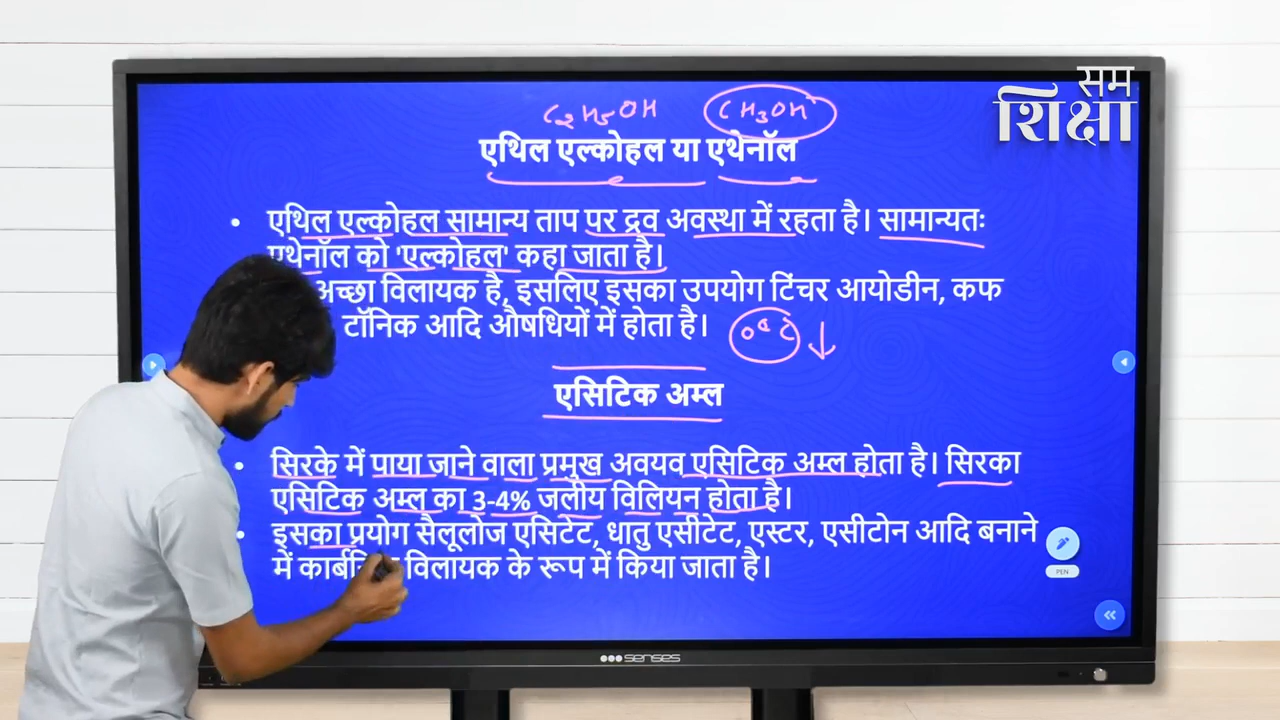 सम
शिक्षा
C2H5OH CH3OH
एथिल एल्कोहल या एथेनॉल
• एथिल एल्कोहल सामान्य ताप पर द्रव अवस्था में रहता है। सामान्यतः
एथेनॉल को 'एल्कोहल' कहा जाता है।
अच्छा विलायक है, इसलिए इसका उपयोग टिंचर आयोडीन, कफ
टॉनिक आदि औषधियों में होता है।
0°C ↓
एसिटिक अम्ल
• सिरके में पाया जाने वाला प्रमुख अवयव एसिटिक अम्ल होता है। सिरका
एसिटिक अम्ल का 3-4% जलीय विलियन होता है।
• इसका प्रयोग सैलूलोज एसिटेट, धातु एसीटेट, एस्टर, एसीटोन आदि बनाने
में विलायक के रूप में किया जाता है।
PEN
senses